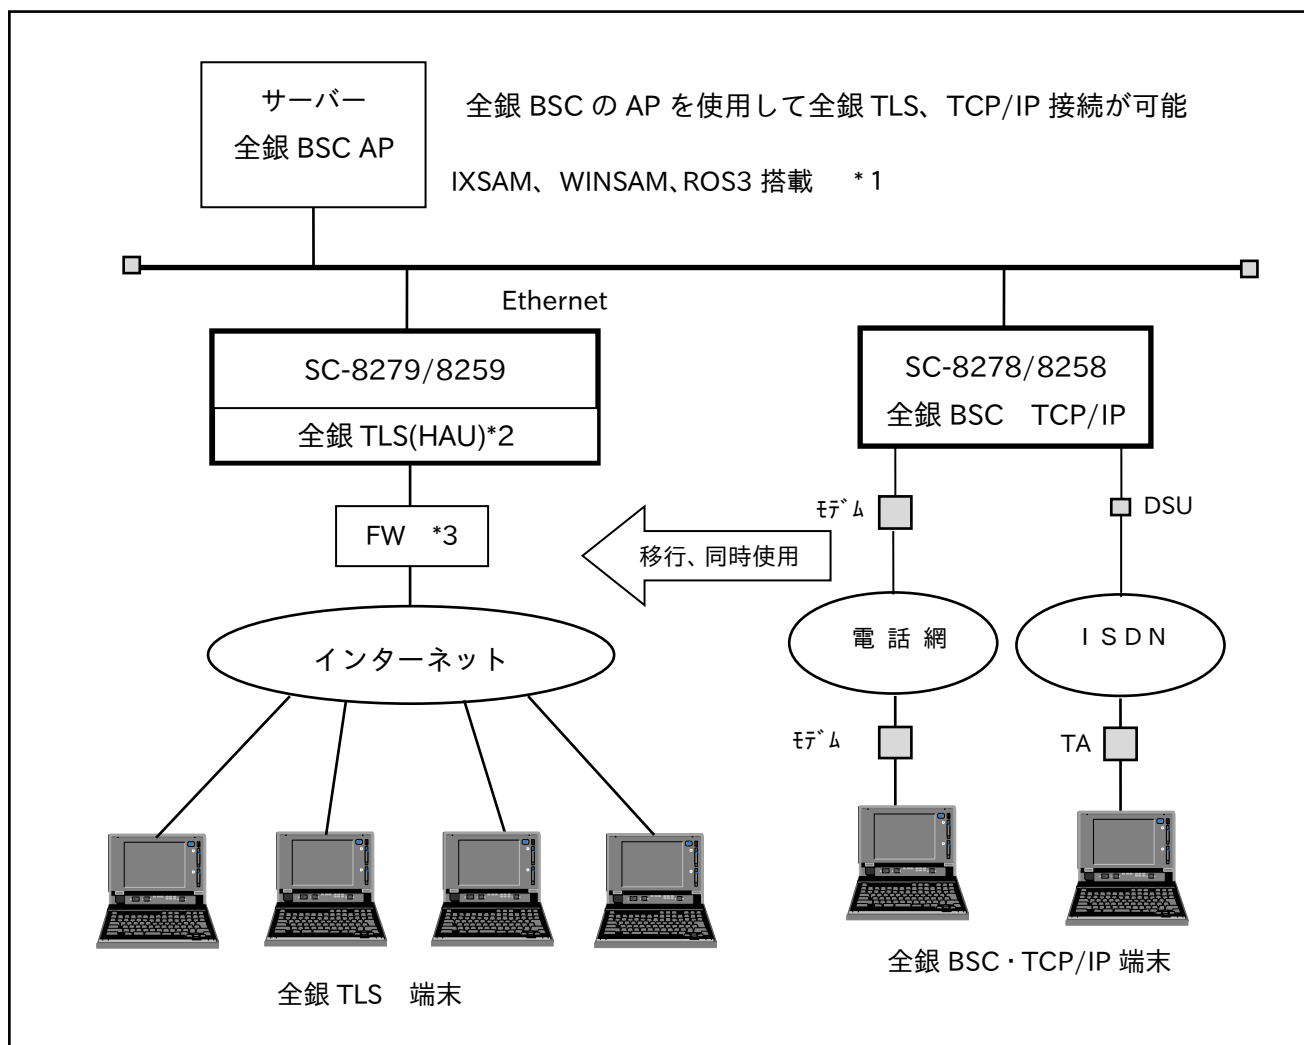 サーバー
全銀 BSC AP
全銀 BSC の AP を使用して全銀 TLS、TCP/IP 接続が可能
IXSAM、WINSAM、ROS3 搭載 *1
Ethernet
SC-8279/8259
全銀 TLS(HAU)*2
SC-8278/8258
全銀 BSC TCP/IP
FW *3
移行、同時使用
ﾓﾃﾞﾑ
DSU
インターネット
電 話 網
ＩＳＤＮ
ﾓﾃﾞﾑ
TA
全銀 TLS 端末
全銀 BSC・TCP/IP 端末